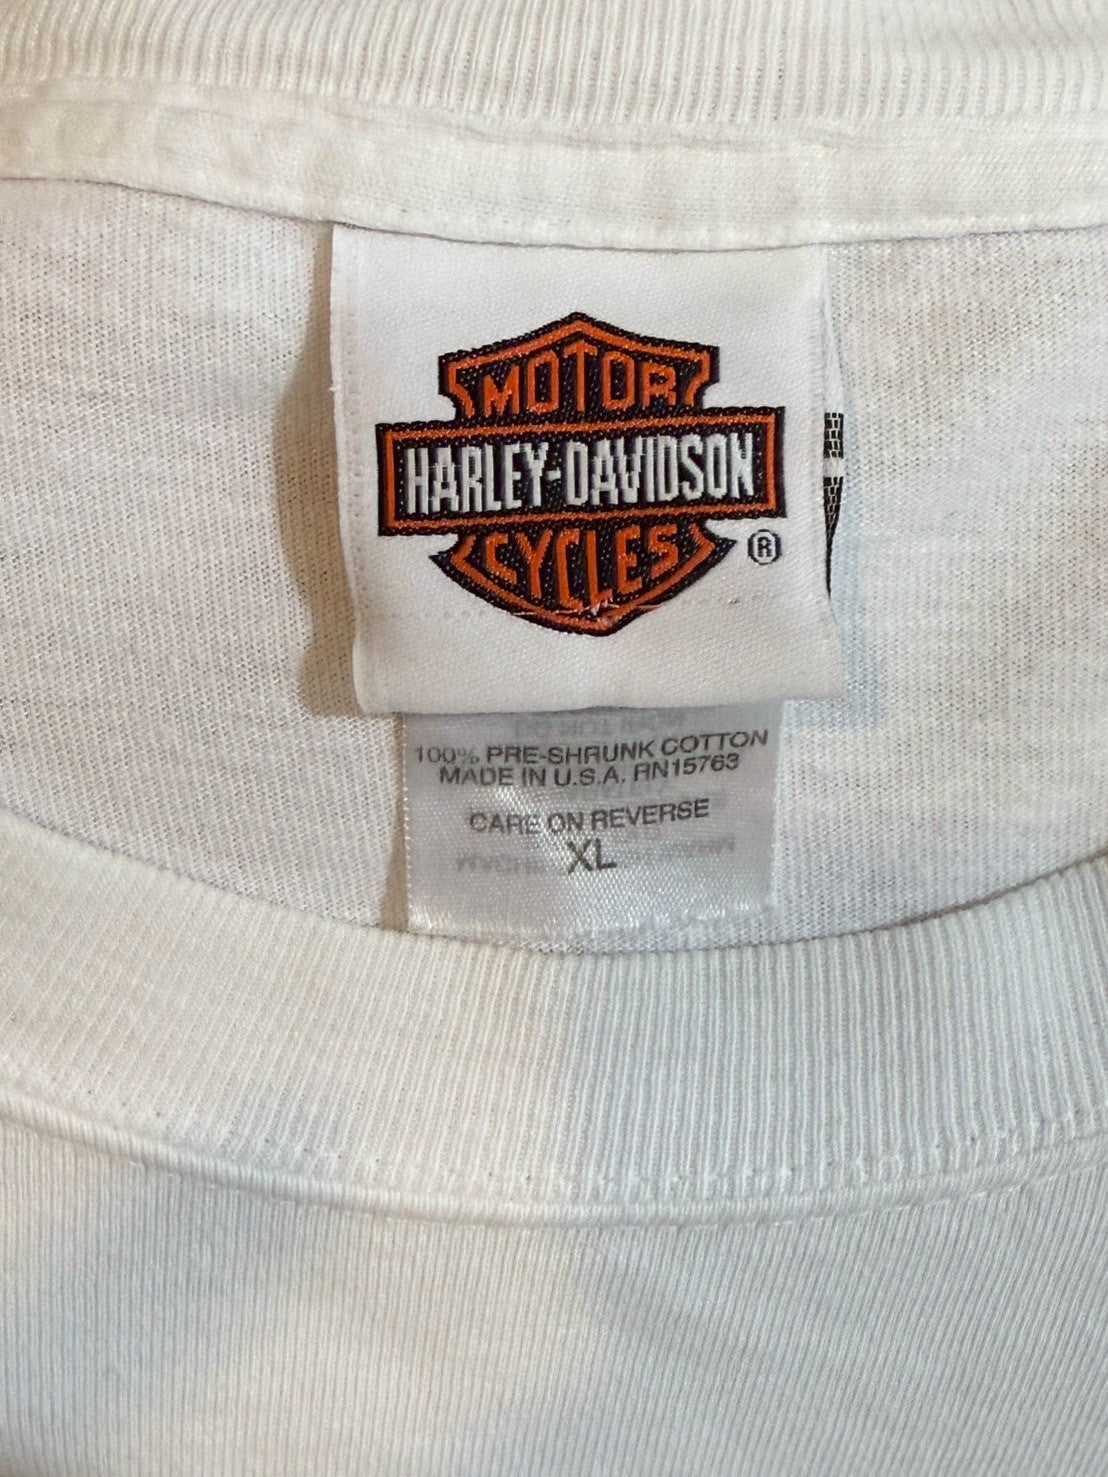 MOTOR
HARLEY-DAVIDSON
CYCLES
®
100% PRE-SHRUNK COTTON
MADE IN U.S.A. RN15763
CARE ON REVERSE
XL